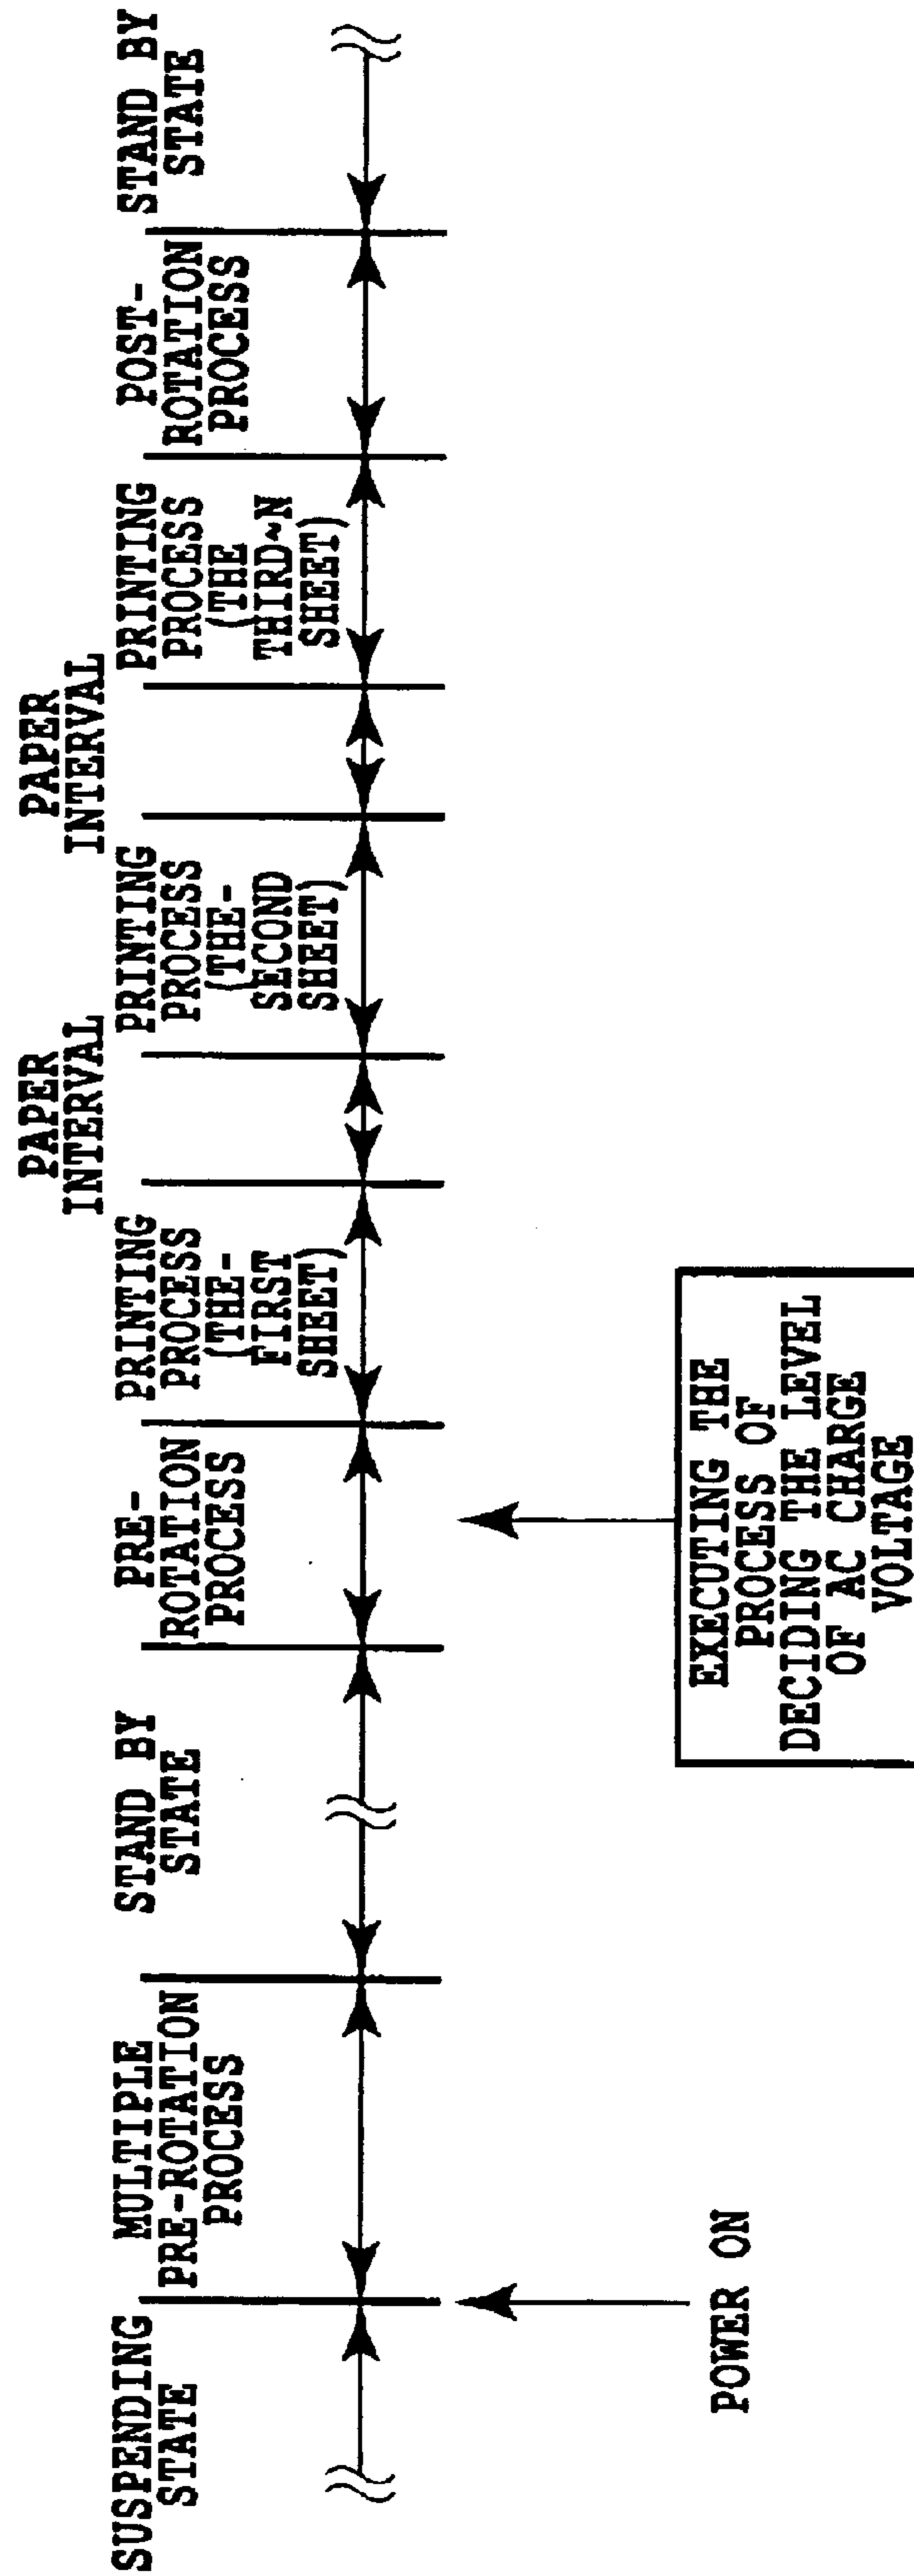 SUSPENDING
STATE
MULTIPLE
PRE-ROTATION
PROCESS
STAND BY
STATE
PRE-
ROTATION
PROCESS
PRINTING
PROCESS
(THE-
FIRST
SHEET)
PAPER
INTERVAL
PRINTING
PROCESS
(THE-
SECOND
SHEET)
PAPER
INTERVAL
PRINTING
PROCESS
(THE
THIRD~N
SHEET)
POST-
ROTATION
PROCESS
STAND BY
STATE
POWER ON
EXECUTING THE
PROCESS OF
DECIDING THE LEVEL
OF AC CHARGE
VOLTAGE